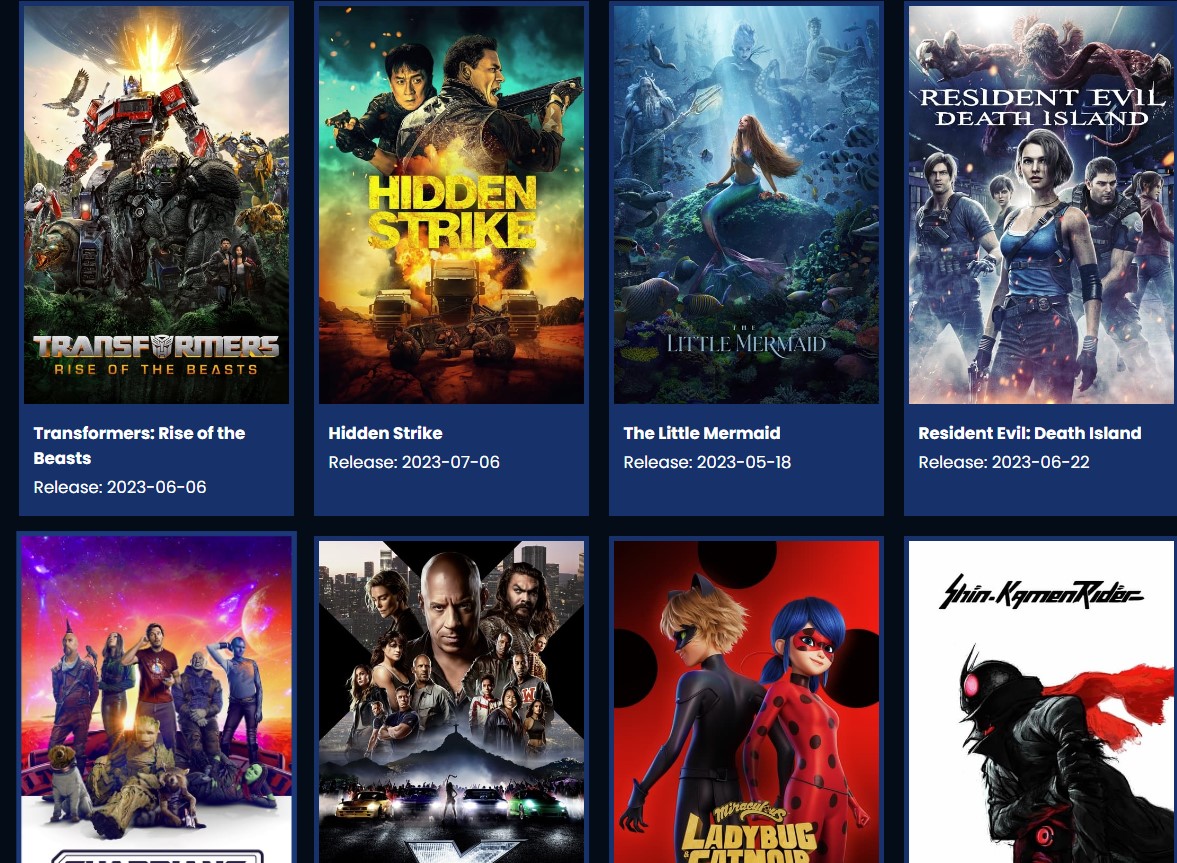 TRANSFORMERS
RISE OF THE BEASTS
HIDDEN
STRIKE
THE
LITTLE MERMAID
RESIDENT EVIL
DEATH ISLAND
Transformers: Rise of the
Beasts
Release: 2023-06-06
Hidden Strike
Release: 2023-07-06
The Little Mermaid
Release: 2023-05-18
Resident Evil: Death Island
Release: 2023-06-22
GUARDIANS
Miraculous
LADYBUG
& CATNOIR
Shin.KamenRider